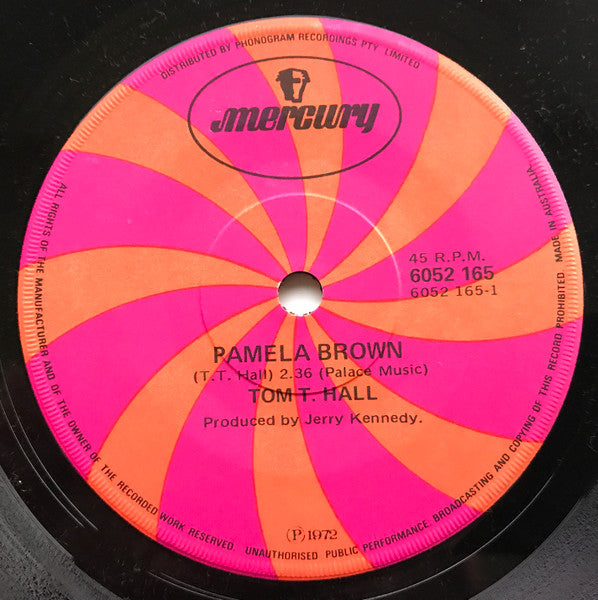 DISTRIBUTED BY PHONOGRAM RECORDINGS PTY. LIMITED
mercury
45 R.P.M.
6052 165
6052 165-1
PAMELA BROWN
(T.T. Hall) 2.36 (Palace Music)
TOM T. HALL
Produced by Jerry Kennedy.
Ⓟ1972
ALL RIGHTS OF THE MANUFACTURER AND OF THE OWNER OF THE RECORDED WORK RESERVED. UNAUTHORISED PUBLIC PERFORMANCE, BROADCASTING AND COPYING OF THIS RECORD PROHIBITED MADE IN AUSTRALIA